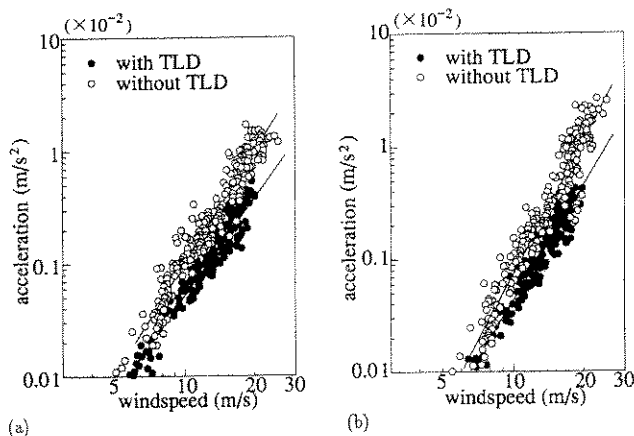 (×10⁻²)
10
● with TLD
○ without TLD
1
0.1
0.01
acceleration (m/s²)
5 10 20 30
windspeed (m/s)
(a)
(×10⁻²)
10
● with TLD
○ without TLD
1
0.1
0.01
acceleration (m/s²)
5 10 20 30
windspeed (m/s)
(b)